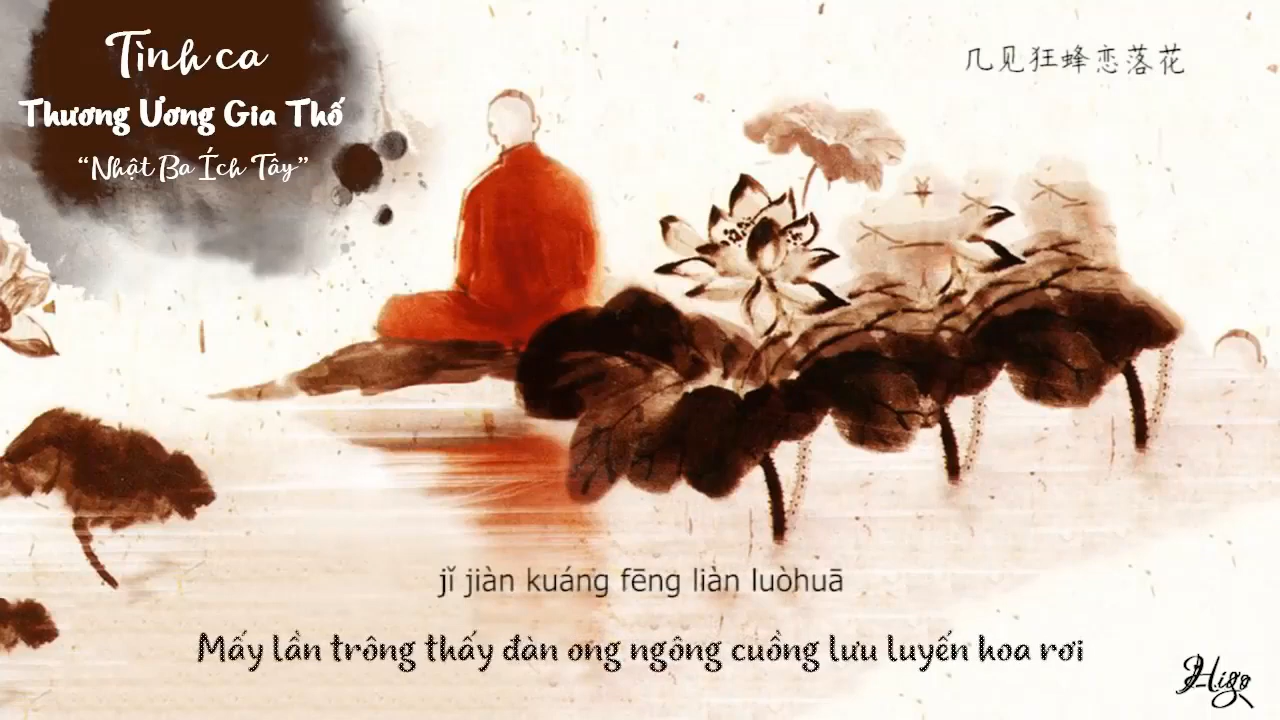 Tình ca
Thương Ương Gia Thố
“Nhật Ba Ích Tây”
几见狂蜂恋落花
jǐ jiàn kuáng fēng liàn luòhuā
Mấy lần trông thấy đàn ong ngông cuồng lưu luyến hoa rơi
Higo